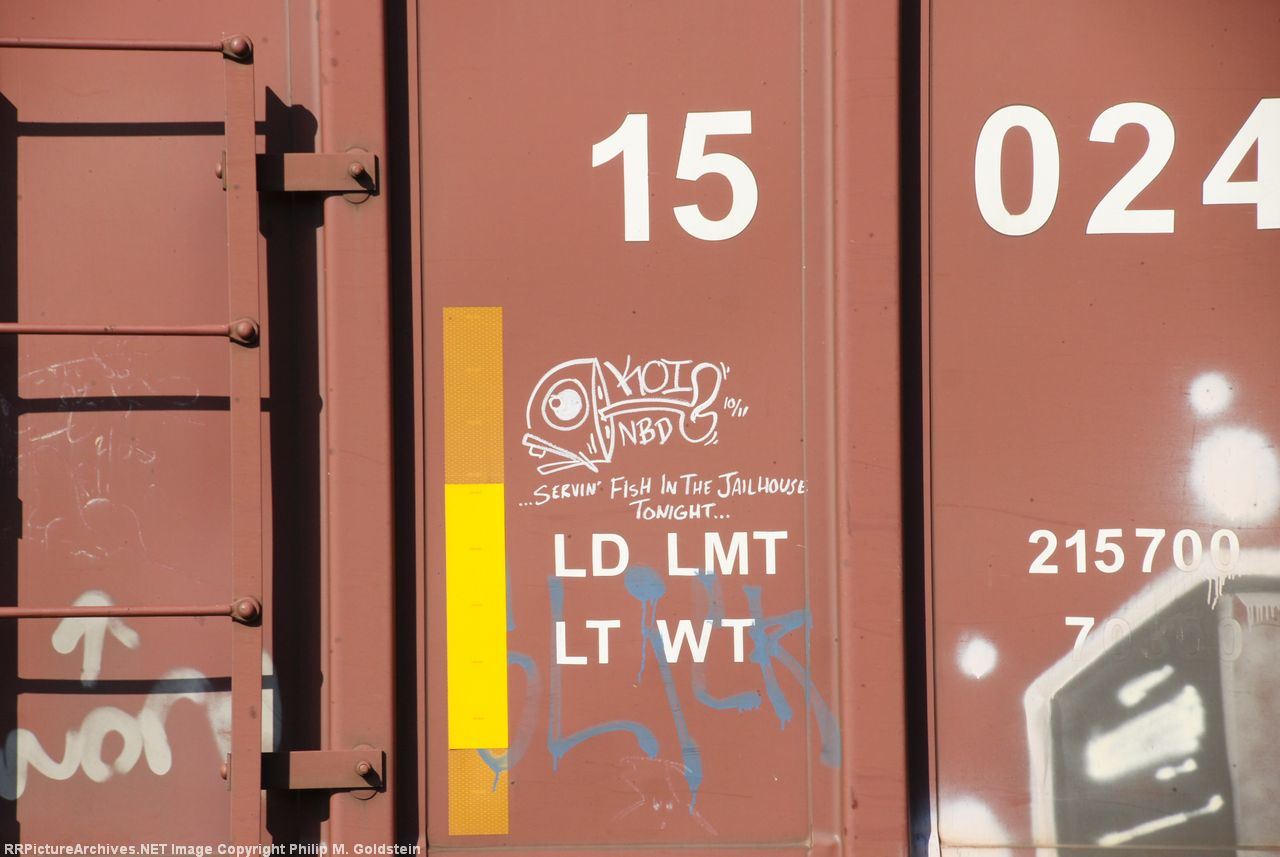 15 024
KOI
10/11
NBD
...SERVIN' FISH IN THE JAILHOUSE
TONIGHT...
LD LMT 215700
LT WT
RRPictureArchives.NET Image Copyright Philip M. Goldstein